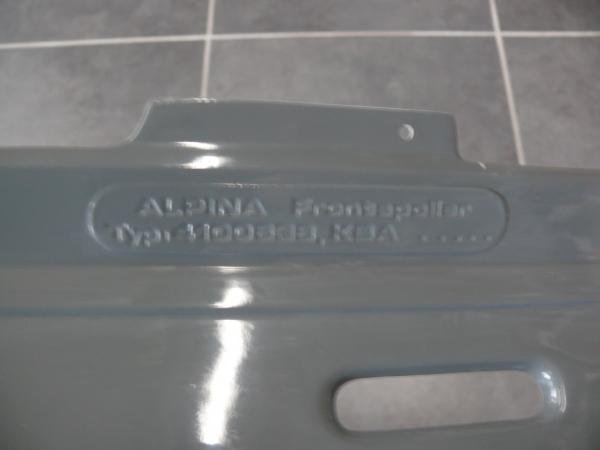 ALPINA Frontspoiler
Typ: KBA .....